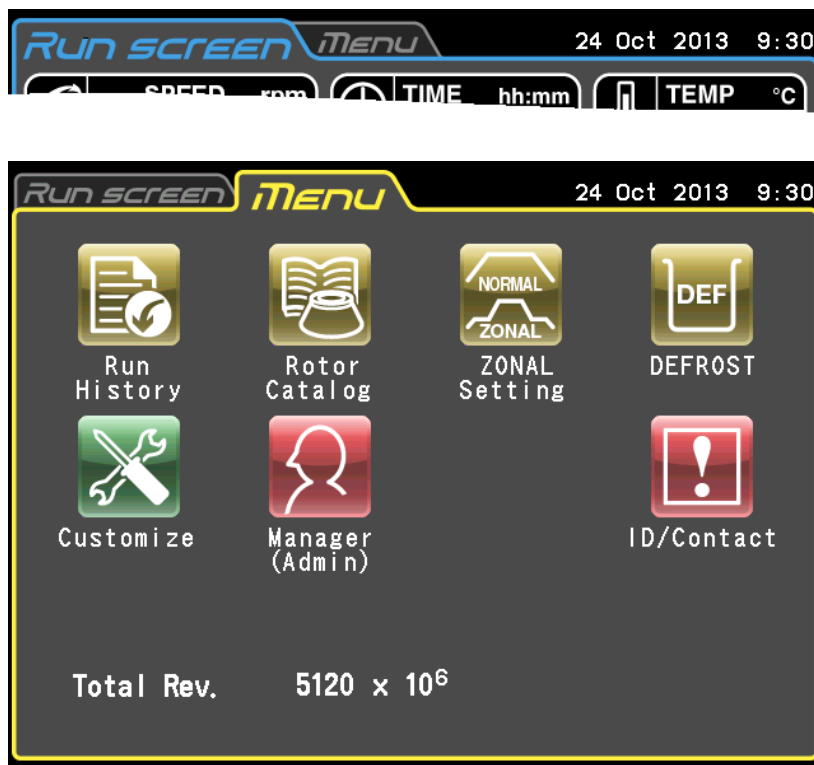 Run screen Menu 24 Oct 2013 9:30
SPEED rpm TIME hh:mm TEMP °C
Run screen Menu 24 Oct 2013 9:30
NORMAL
ZONAL
DEF
Run History
Rotor Catalog
ZONAL Setting
DEFROST
Customize
Manager (Admin)
ID/Contact
Total Rev. 5120 x 10⁶